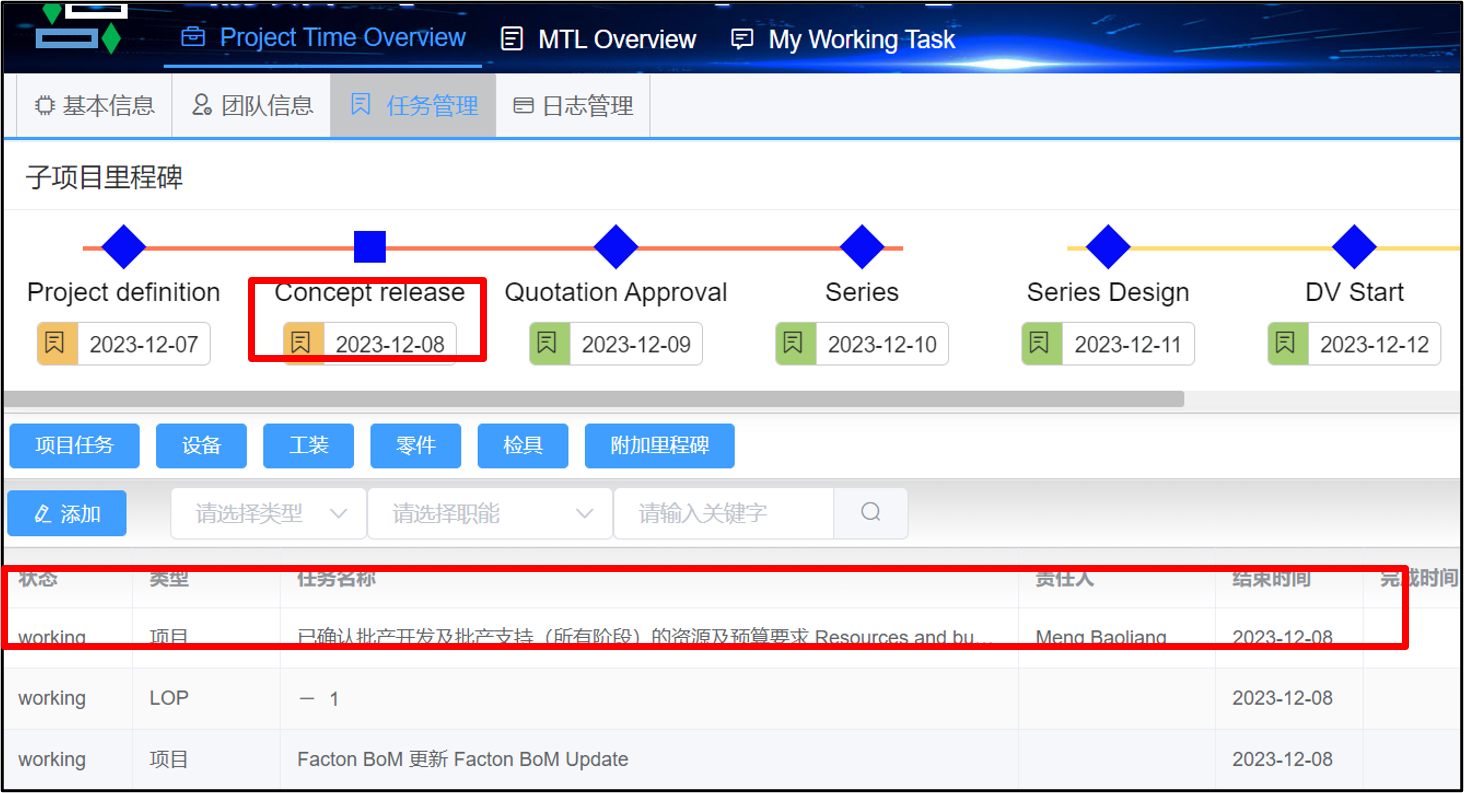 Project Time Overview MTL Overview My Working Task
基本信息 团队信息 任务管理 日志管理
子项目里程碑
Project definition Concept release Quotation Approval Series Series Design DV Start
2023-12-07 2023-12-08 2023-12-09 2023-12-10 2023-12-11 2023-12-12
项目任务 设备 工装 零件 检具 附加里程碑
添加 请选择类型 请选择职能 请输入关键字
状态 类型 任务名称 责任人 结束时间 完成时间
working 项目 已确认批产开发及批产支持（所有阶段）的资源及预算要求 Resources and bu... Meng Baoliang 2023-12-08
working LOP — 1 2023-12-08
working 项目 Facton BoM 更新 Facton BoM Update 2023-12-08